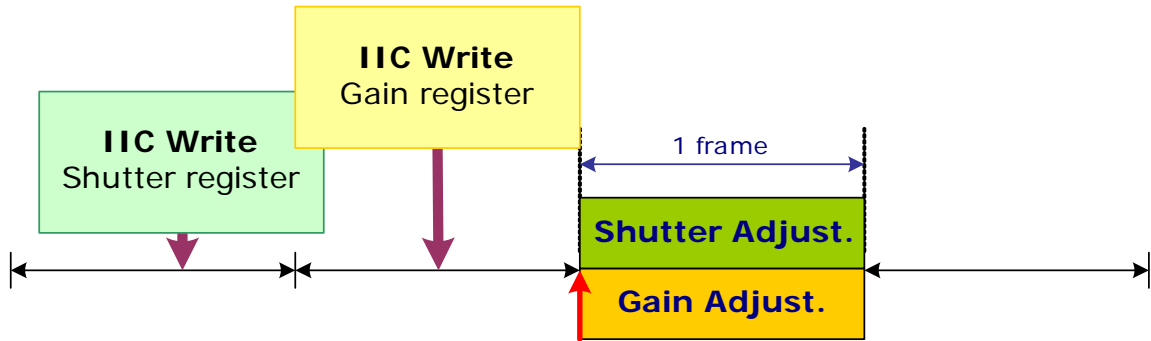 IIC Write
Shutter register
IIC Write
Gain register
1 frame
Shutter Adjust.
Gain Adjust.